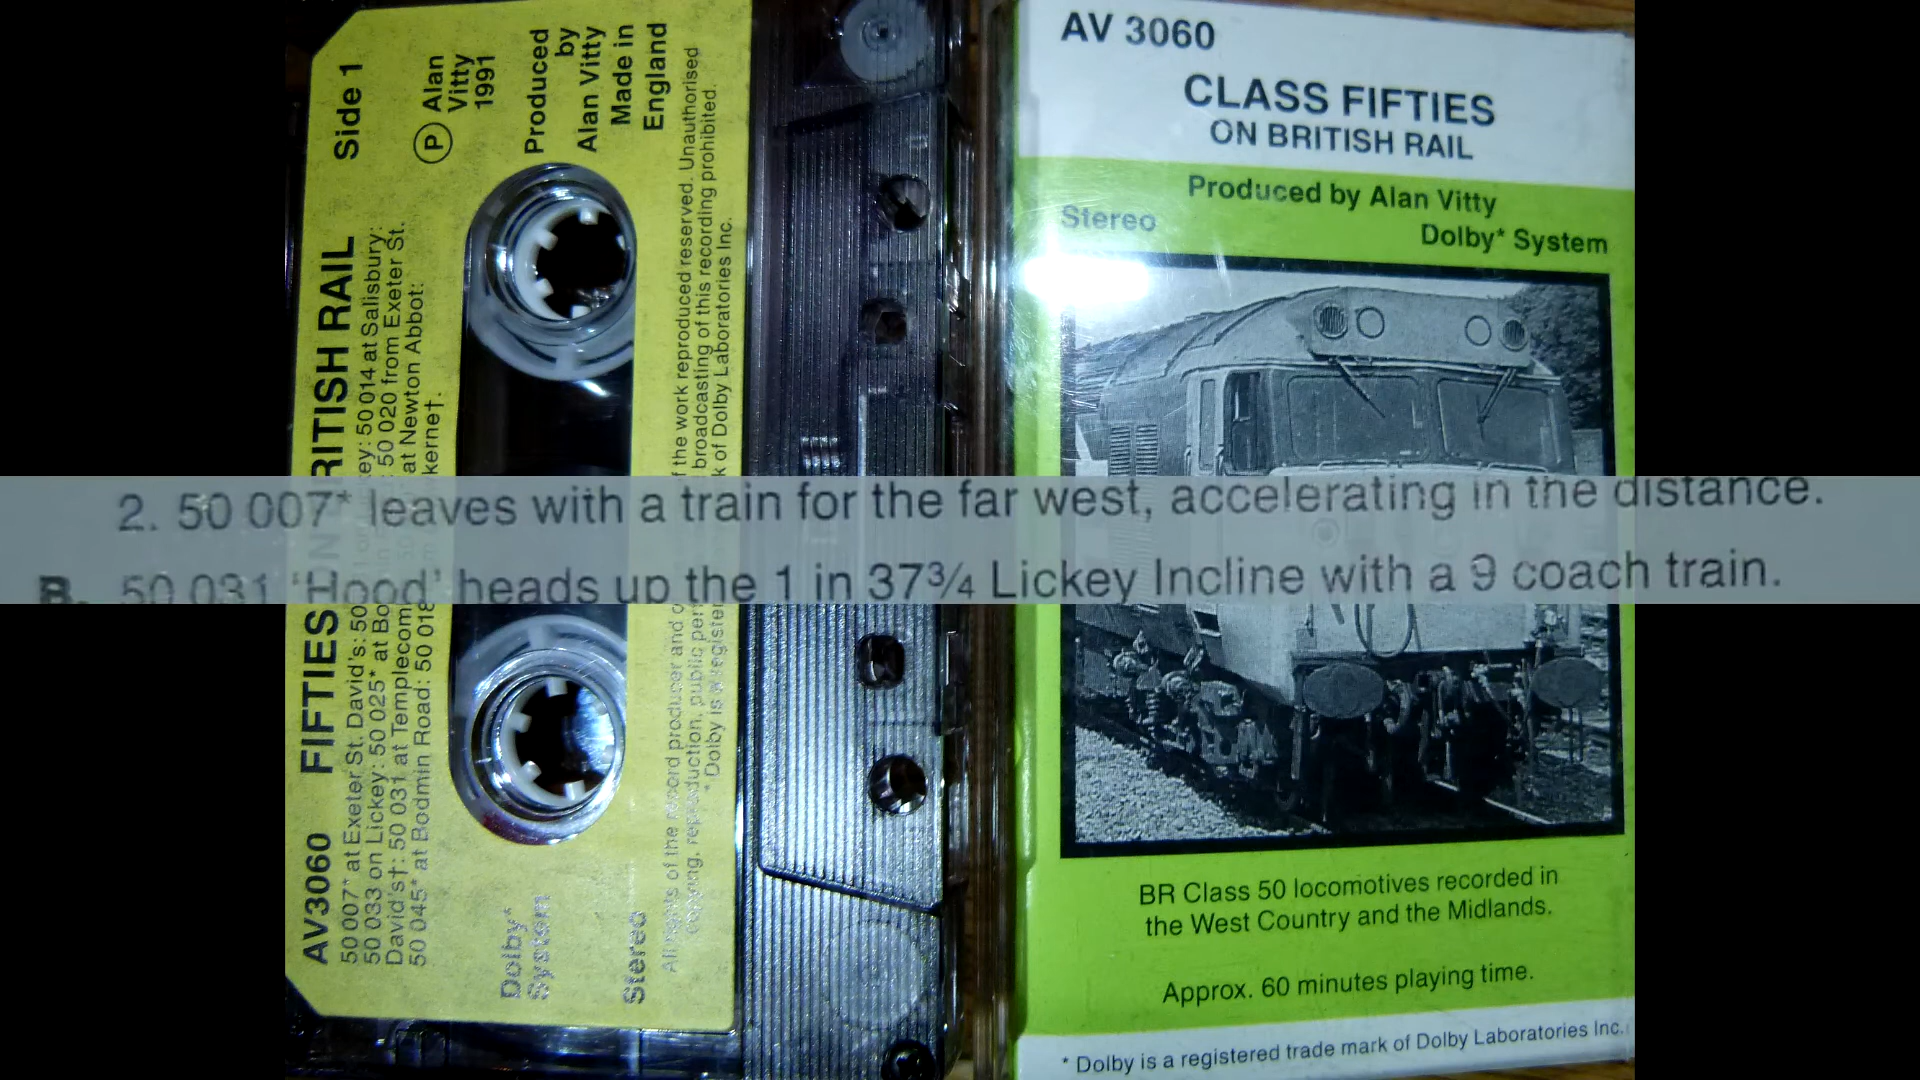 AV3060 FIFTIES ON BRITISH RAIL Side 1
50 007* at Exeter St. David's: 50 on Lickey: 50 014 at Salisbury:
50 033 on Lickey: 50 025* at Bo 50 020 from Exeter St.
David's†: 50 031 at Templecom at Newton Abbot:
50 045* at Bodmin Road: 50 018 kerne†.
Ⓟ Alan
Vitty
1991
Produced
by
Alan Vitty
Made in
England
Dolby*
System
Stereo
All rights of the record producer and of the work reproduced reserved. Unauthorised
copying, reproduction, public per broadcasting of this recording prohibited.
*Dolby is a register k of Dolby Laboratories Inc.
AV 3060
CLASS FIFTIES
ON BRITISH RAIL
Produced by Alan Vitty
Stereo
Dolby* System
2. 50 007* leaves with a train for the far west, accelerating in the distance.
B. 50 031 'Hood' heads up the 1 in 37¾ Lickey Incline with a 9 coach train.
BR Class 50 locomotives recorded in
the West Country and the Midlands.
Approx. 60 minutes playing time.
* Dolby is a registered trade mark of Dolby Laboratories Inc.